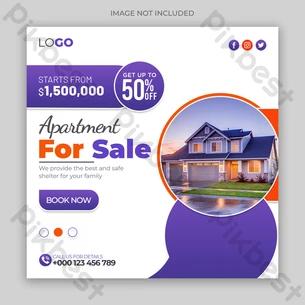 IMAGE NOT INCLUDED
LOGO
STARTS FROM
$1,500,000
GET UP TO
50%
OFF
Apartment
For Sale
We provide the best and safe
shelter for your family
BOOK NOW
CALL US FOR DETAILS
+000 123 456 789
pikbest